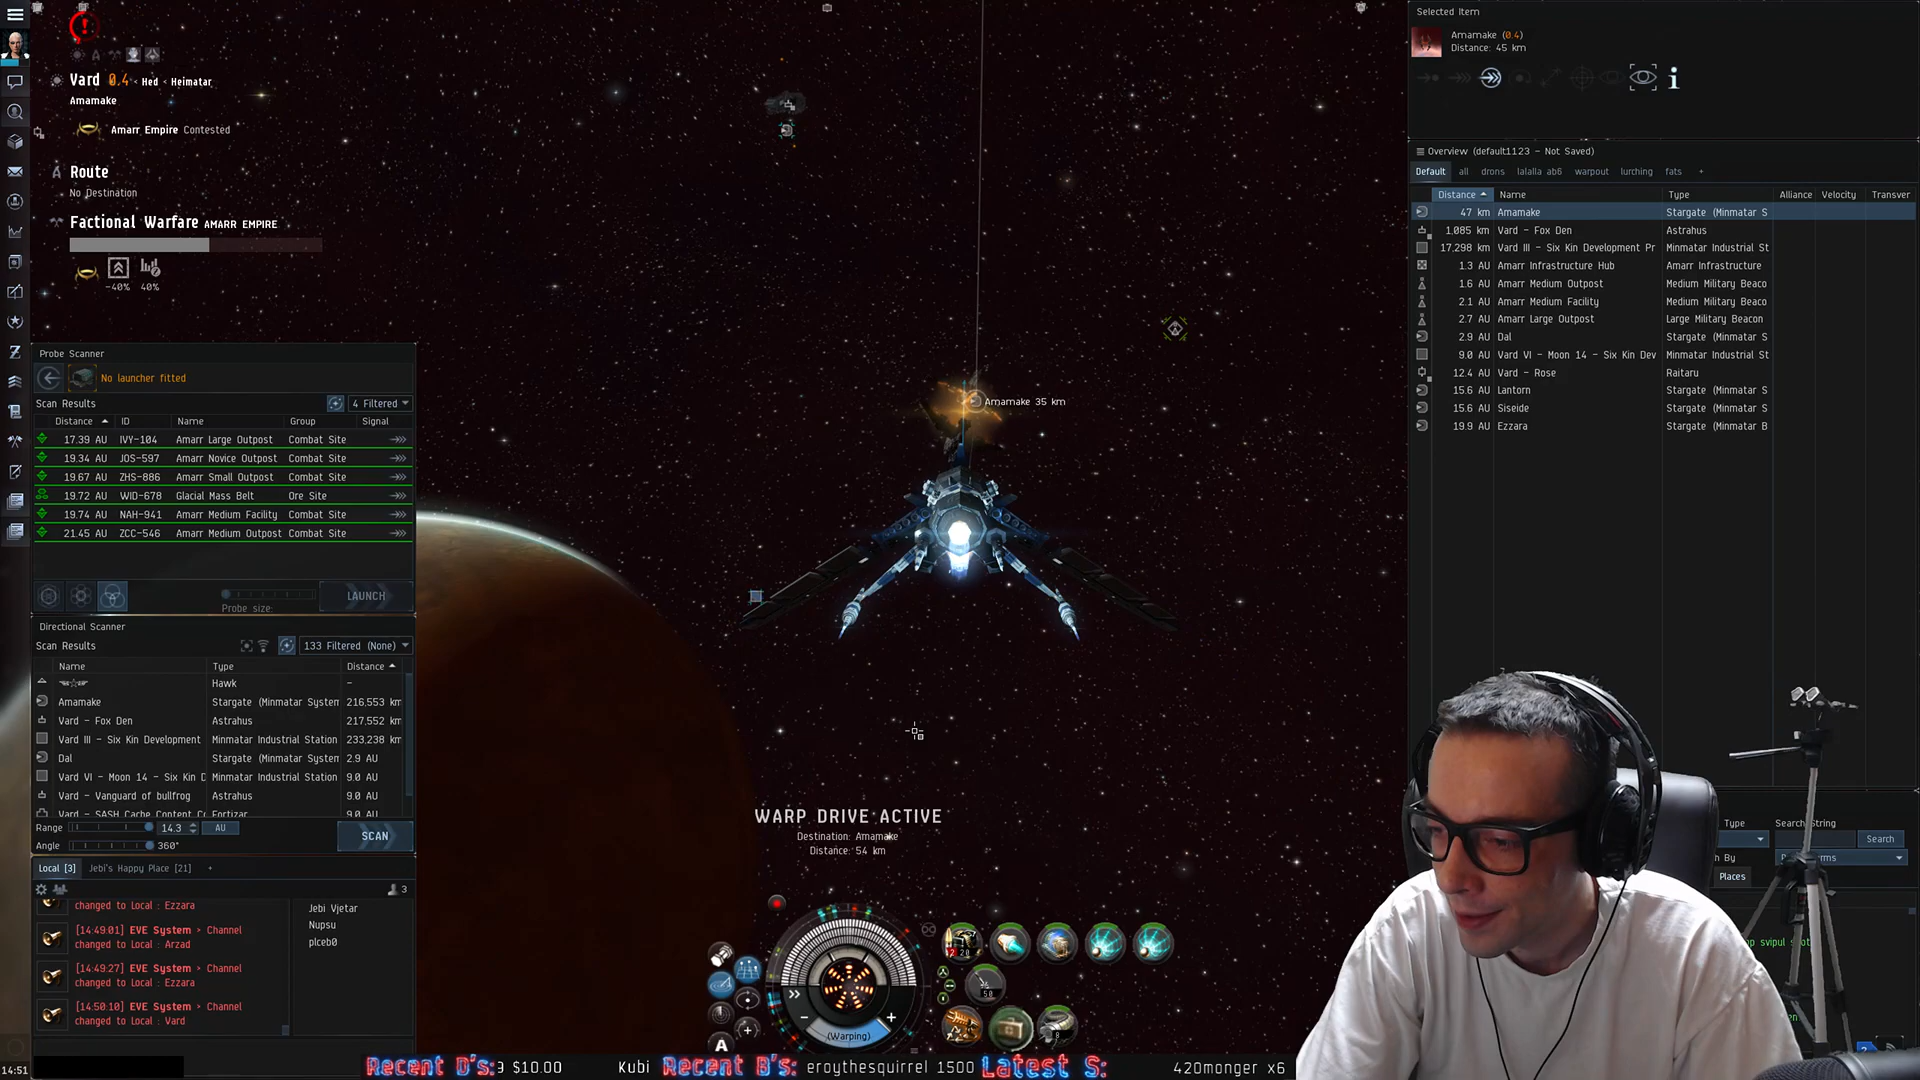 Vard 0.4 < Hed < Heimatar
Amamake
Amarr Empire Contested
Route
No Destination
Factional Warfare AMARR EMPIRE
-40% 40%
Probe Scanner
No launcher fitted
Scan Results 4 Filtered
Distance ID Name Group Signal
17.39 AU IVY-104 Amarr Large Outpost Combat Site
19.34 AU JOS-597 Amarr Novice Outpost Combat Site
19.67 AU ZHS-886 Amarr Small Outpost Combat Site
19.72 AU WID-678 Glacial Mass Belt Ore Site
19.74 AU NAH-941 Amarr Medium Facility Combat Site
21.45 AU ZCC-546 Amarr Medium Outpost Combat Site
Probe size:
LAUNCH
Directional Scanner
Scan Results 133 Filtered (None)
Name Type Distance
Hawk -
Amamake Stargate (Minmatar System 216,553 km
Vard - Fox Den Astrahus 217,552 km
Vard III - Six Kin Development Minmatar Industrial Station 233,238 km
Dal Stargate (Minmatar System 2.9 AU
Vard VI - Moon 14 - Six Kin D Minmatar Industrial Station 9.0 AU
Vard - Vanguard of bullfrog Astrahus 9.0 AU
Vard - SASH Cache Content C Fortizar 9.0 AU
Range 14.3 AU
Angle 360°
SCAN
Local [3] Jebi's Happy Place [21] +
3
changed to Local : Ezzara
[14:49:01] EVE System > Channel
changed to Local : Arzad
[14:49:27] EVE System > Channel
changed to Local : Ezzara
[14:50:10] EVE System > Channel
changed to Local : Vard
Jebi Vjetar
Nupsu
plceb0
14:51
Amamake 35 km
WARP DRIVE ACTIVE
Destination: Amamake
Distance: 54 km
(Warping)
20
50
8
A
Recent D's: $10.00 Kubi Recent B's: eroythesquirrel 1500 Latest S: 420monger x6
Selected Item
Amamake (0.4)
Distance: 45 km
Overview (default1123 - Not Saved)
Default all drons lalalla ab6 warpout lurching fats +
Distance Name Type Alliance Velocity Transver
47 km Amamake Stargate (Minmatar S
1,085 km Vard - Fox Den Astrahus
17,298 km Vard III - Six Kin Development Pr Minmatar Industrial St
1.3 AU Amarr Infrastructure Hub Amarr Infrastructure
1.6 AU Amarr Medium Outpost Medium Military Beaco
2.1 AU Amarr Medium Facility Medium Military Beaco
2.7 AU Amarr Large Outpost Large Military Beacon
2.9 AU Dal Stargate (Minmatar S
9.0 AU Vard VI - Moon 14 - Six Kin Dev Minmatar Industrial St
12.4 AU Vard - Rose Raitaru
15.6 AU Lantorn Stargate (Minmatar S
15.6 AU Siseide Stargate (Minmatar S
19.9 AU Ezzara Stargate (Minmatar B
Type
Search
Places